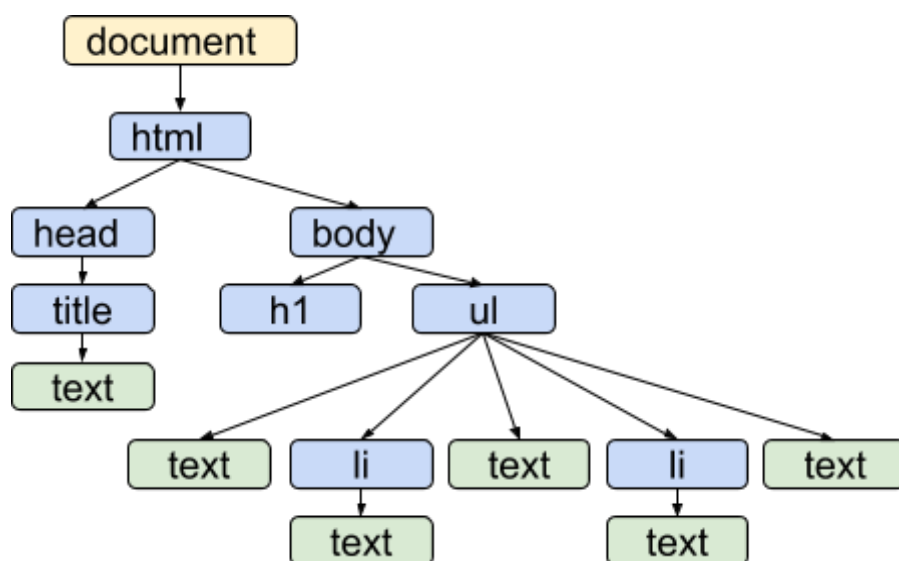 document
html
head body
title h1 ul
text
text li text li text
text text